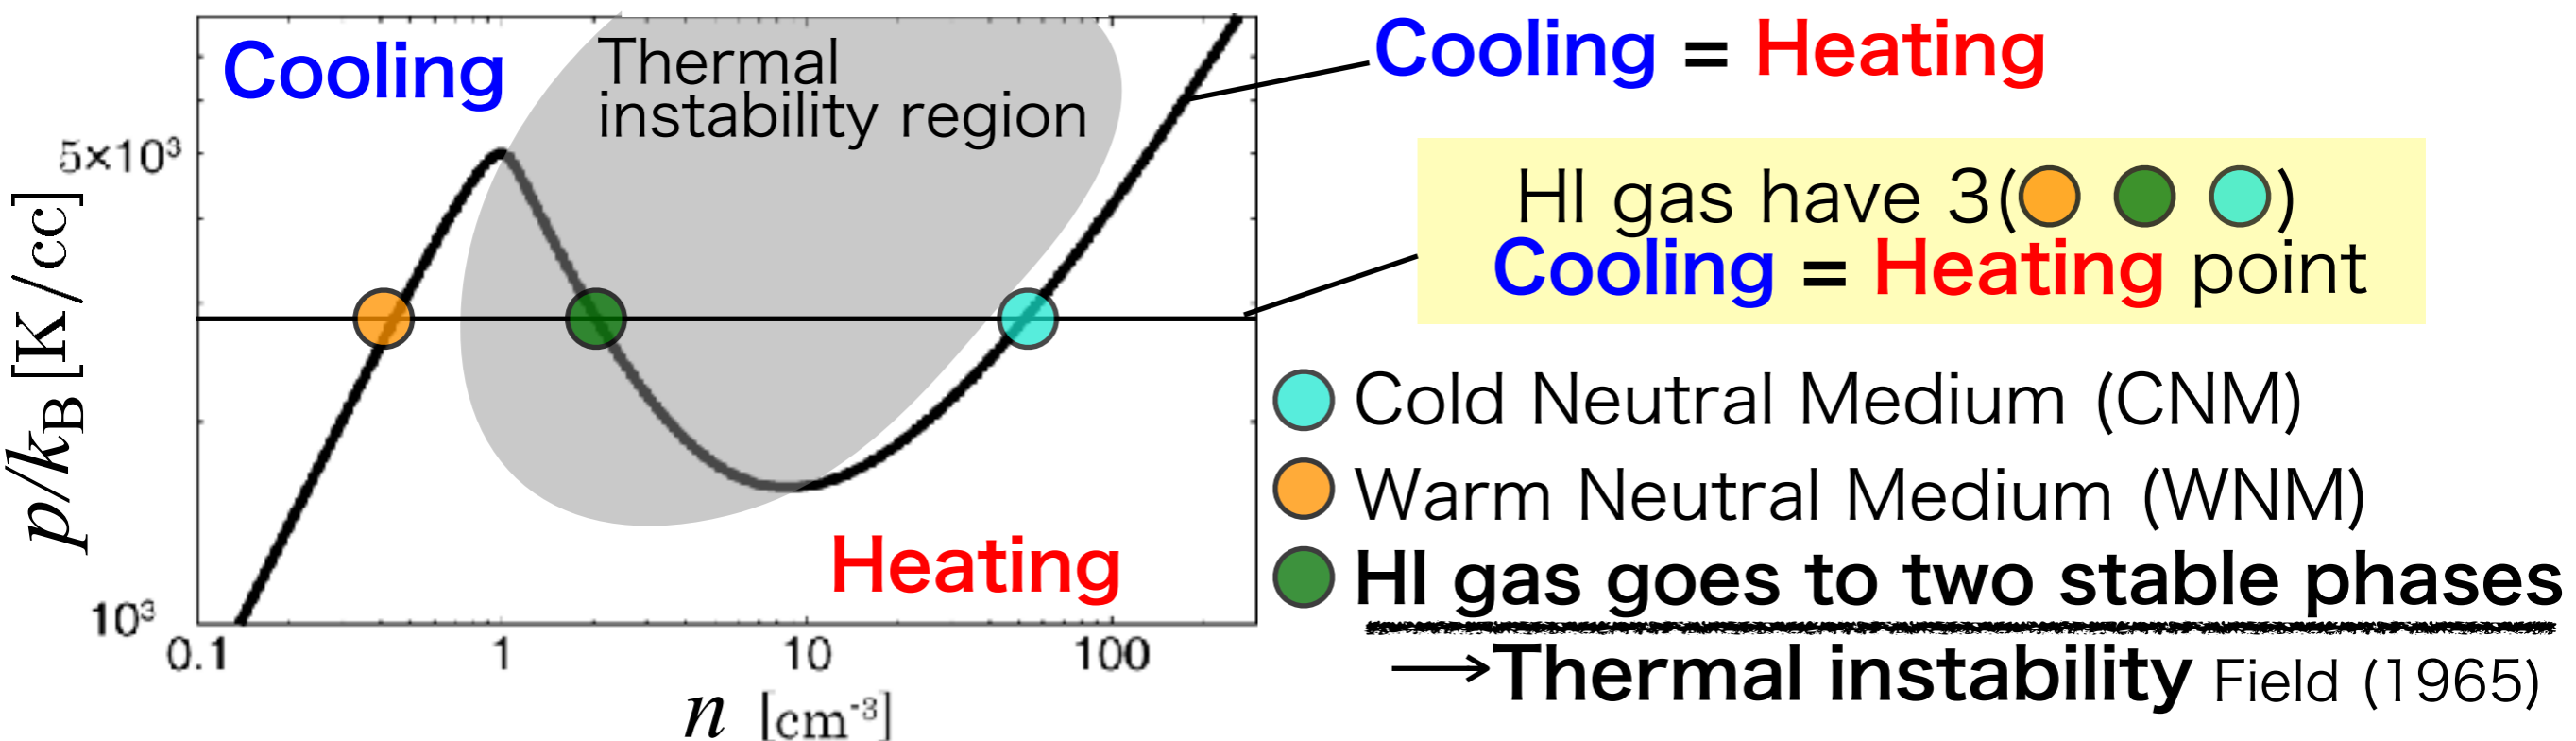 Cooling
Thermal
instability region
5×10³
10³
p/k_B [K/cc]
Heating
0.1
1
10
100
n [cm⁻³]
Cooling = Heating
HI gas have 3( )
Cooling = Heating point
Cold Neutral Medium (CNM)
Warm Neutral Medium (WNM)
HI gas goes to two stable phases
→Thermal instability Field (1965)